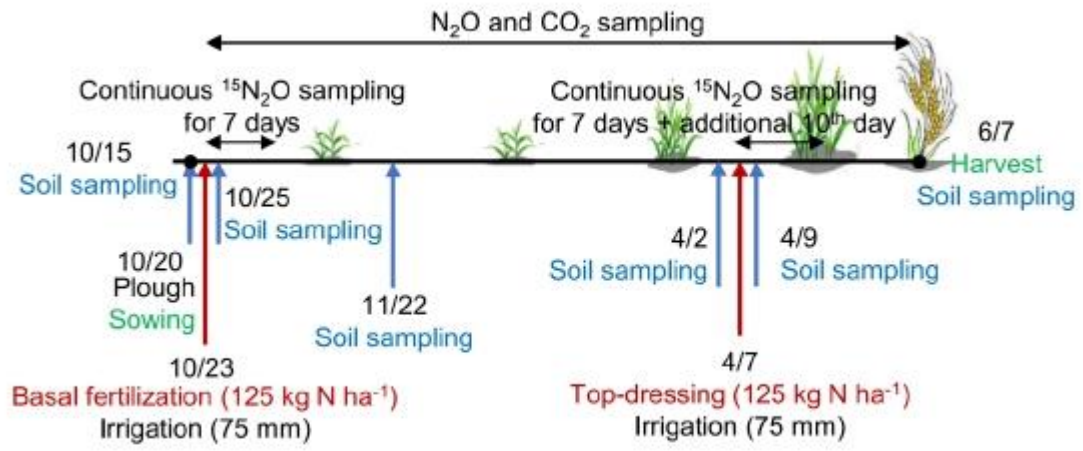 N₂O and CO₂ sampling
Continuous ¹⁵N₂O sampling
for 7 days
Continuous ¹⁵N₂O sampling
for 7 days + additional 10ᵗʰ day
10/15
Soil sampling
6/7
Harvest
Soil sampling
10/25
Soil sampling
10/20
Plough
Sowing
11/22
Soil sampling
4/2
Soil sampling
4/9
Soil sampling
10/23
Basal fertilization (125 kg N ha⁻¹)
Irrigation (75 mm)
4/7
Top-dressing (125 kg N ha⁻¹)
Irrigation (75 mm)